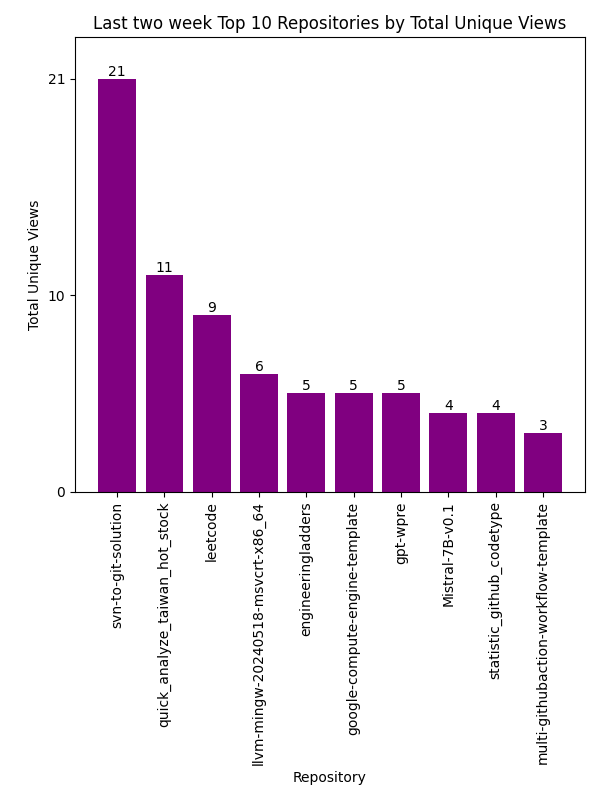 Last two week Top 10 Repositories by Total Unique Views
Total Unique Views
21
10
0
21
11
9
6
5
5
5
4
4
3
svn-to-git-solution
quick_analyze_taiwan_hot_stock
leetcode
llvm-mingw-20240518-msvcrt-x86_64
engineeringladders
google-compute-engine-template
gpt-wpre
Mistral-7B-v0.1
statistic_github_codetype
multi-githubaction-workflow-template
Repository